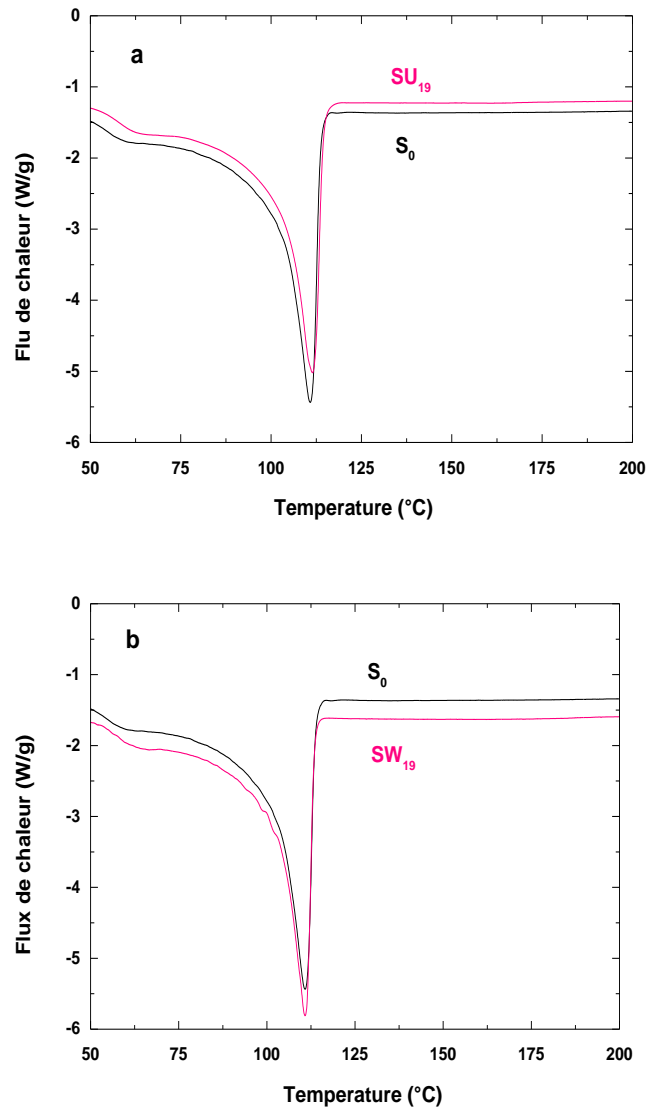 0
a
SU19
-1
S0
-2
-3
-4
-5
-6
50 75 100 125 150 175 200
Flu de chaleur (W/g)
Temperature (°C)
0
b
S0
-1
SW19
-2
-3
-4
-5
-6
50 75 100 125 150 175 200
Flux de chaleur (W/g)
Temperature (°C)